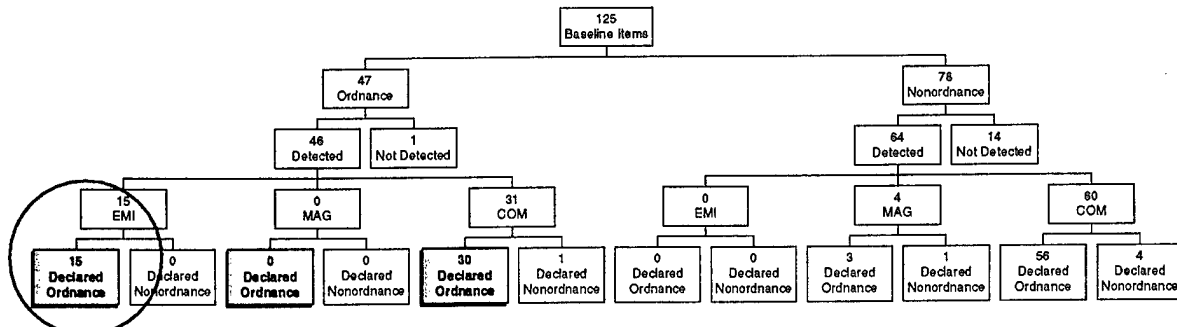 125
Baseline Items
47
Ordnance
78
Nonordnance
46
Detected
1
Not Detected
64
Detected
14
Not Detected
15
EMI
0
MAG
31
COM
0
EMI
4
MAG
60
COM
15
Declared
Ordnance
0
Declared
Nonordnance
0
Declared
Ordnance
0
Declared
Nonordnance
30
Declared
Ordnance
1
Declared
Nonordnance
0
Declared
Ordnance
0
Declared
Nonordnance
3
Declared
Ordnance
1
Declared
Nonordnance
56
Declared
Ordnance
4
Declared
Nonordnance